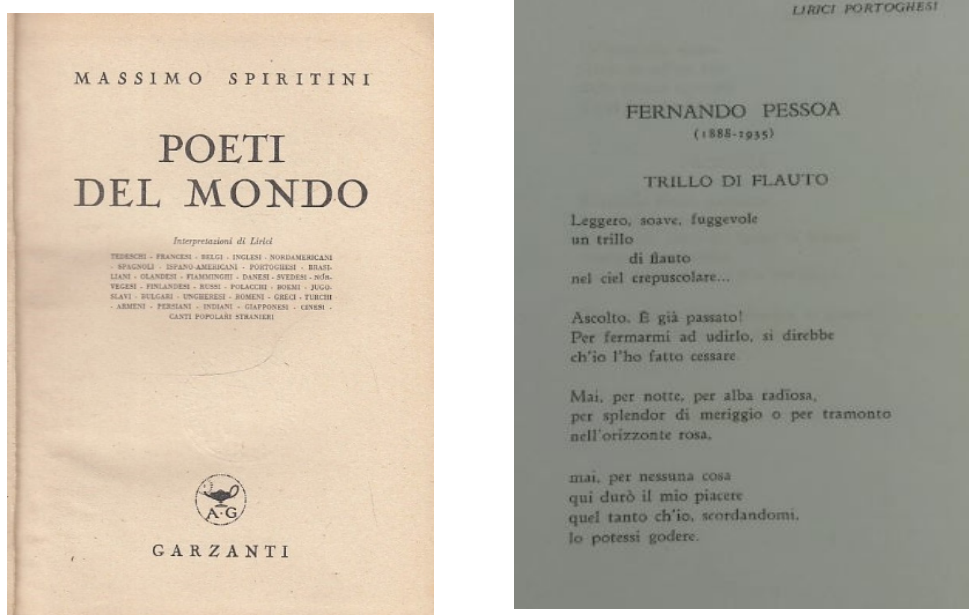 MASSIMO SPIRITINI
POETI
DEL MONDO
Interpretazioni di Lirici
TEDESCHI - FRANCESI - BELGI - INGLESI - NORDAMERICANI
- SPAGNOLI - ISPANO-AMERICANI - PORTOGHESI - BRASI-
LIANI - OLANDESI - FIAMMINGHI - DANESI - SVEDESI - NOR-
VEGESI - FINLANDESI - RUSSI - POLACCHI - BOEMI - JUGO-
SLAVI - BULGARI - UNGHERESI - ROMENI - GRECI - TURCHI
- ARMENI - PERSIANI - INDIANI - GIAPPONESI - CINESI -
CANTI POPOLARI STRANIERI
A·G
GARZANTI
LIRICI PORTOGHESI
FERNANDO PESSOA
(1888-1935)
TRILLO DI FLAUTO
Leggero, soave, fuggevole
un trillo
di flauto
nel ciel crepuscolare...
Ascolto. È già passato!
Per fermarmi ad udirlo, si direbbe
ch'io l'ho fatto cessare.
Mai, per notte, per alba radïosa,
per splendor di meriggio o per tramonto
nell'orizzonte rosa,
mai, per nessuna cosa
qui durò il mio piacere
quel tanto ch'io, scordandomi,
lo potessi godere.